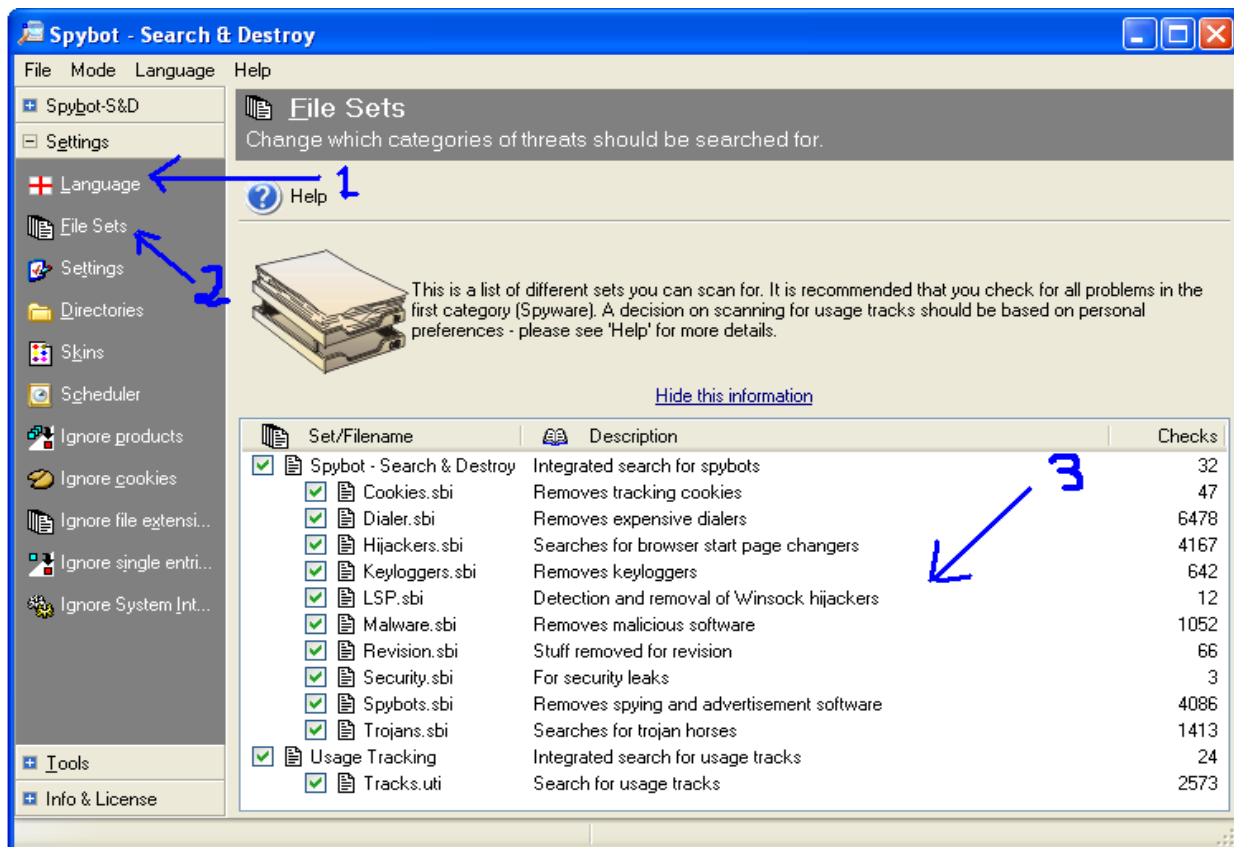 Spybot - Search & Destroy
File Mode Language Help
Spybot-S&D
Settings
Language
File Sets
Settings
Directories
Skins
Scheduler
Ignore products
Ignore cookies
Ignore file extensi...
Ignore single entri...
Ignore System Int...
Tools
Info & License
File Sets
Change which categories of threats should be searched for.
1
Help
2
This is a list of different sets you can scan for. It is recommended that you check for all problems in the
first category (Spyware). A decision on scanning for usage tracks should be based on personal
preferences - please see 'Help' for more details.
Hide this information
Set/Filename Description Checks
3
Spybot - Search & Destroy Integrated search for spybots 32
Cookies.sbi Removes tracking cookies 47
Dialer.sbi Removes expensive dialers 6478
Hijackers.sbi Searches for browser start page changers 4167
Keyloggers.sbi Removes keyloggers 642
LSP.sbi Detection and removal of Winsock hijackers 12
Malware.sbi Removes malicious software 1052
Revision.sbi Stuff removed for revision 66
Security.sbi For security leaks 3
Spybots.sbi Removes spying and advertisement software 4086
Trojans.sbi Searches for trojan horses 1413
Usage Tracking Integrated search for usage tracks 24
Tracks.uti Search for usage tracks 2573